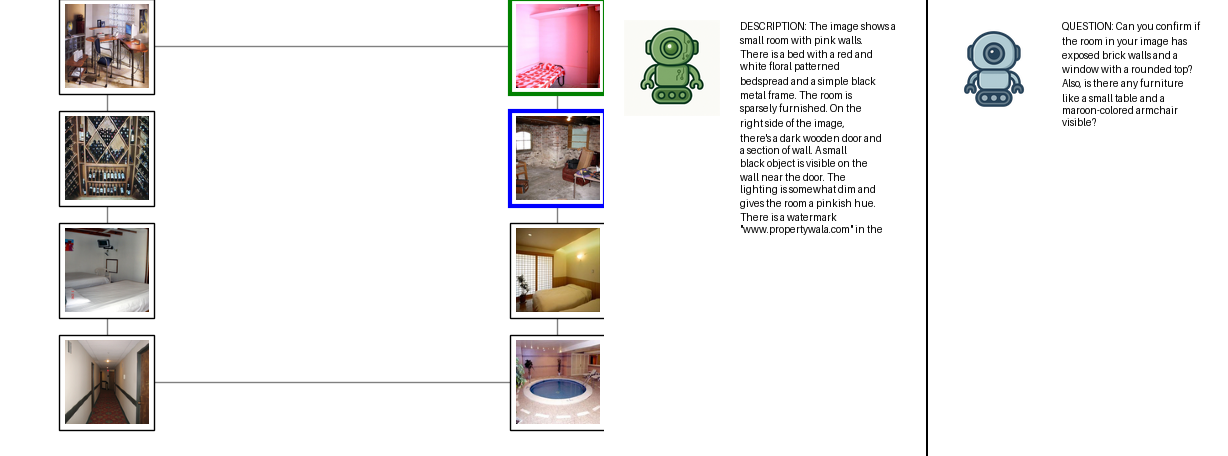 DESCRIPTION: The image shows a
small room with pink walls.
There is a bed with a red and
white floral patterned
bedspread and a simple black
metal frame. The room is
sparsely furnished. On the
right side of the image,
there's a dark wooden door and
a section of wall. A small
black object is visible on the
wall near the door. The
lighting is somewhat dim and
gives the room a pinkish hue.
There is a watermark
"www.propertywala.com" in the
QUESTION: Can you confirm if
the room in your image has
exposed brick walls and a
window with a rounded top?
Also, is there any furniture
like a small table and a
maroon-colored armchair
visible?